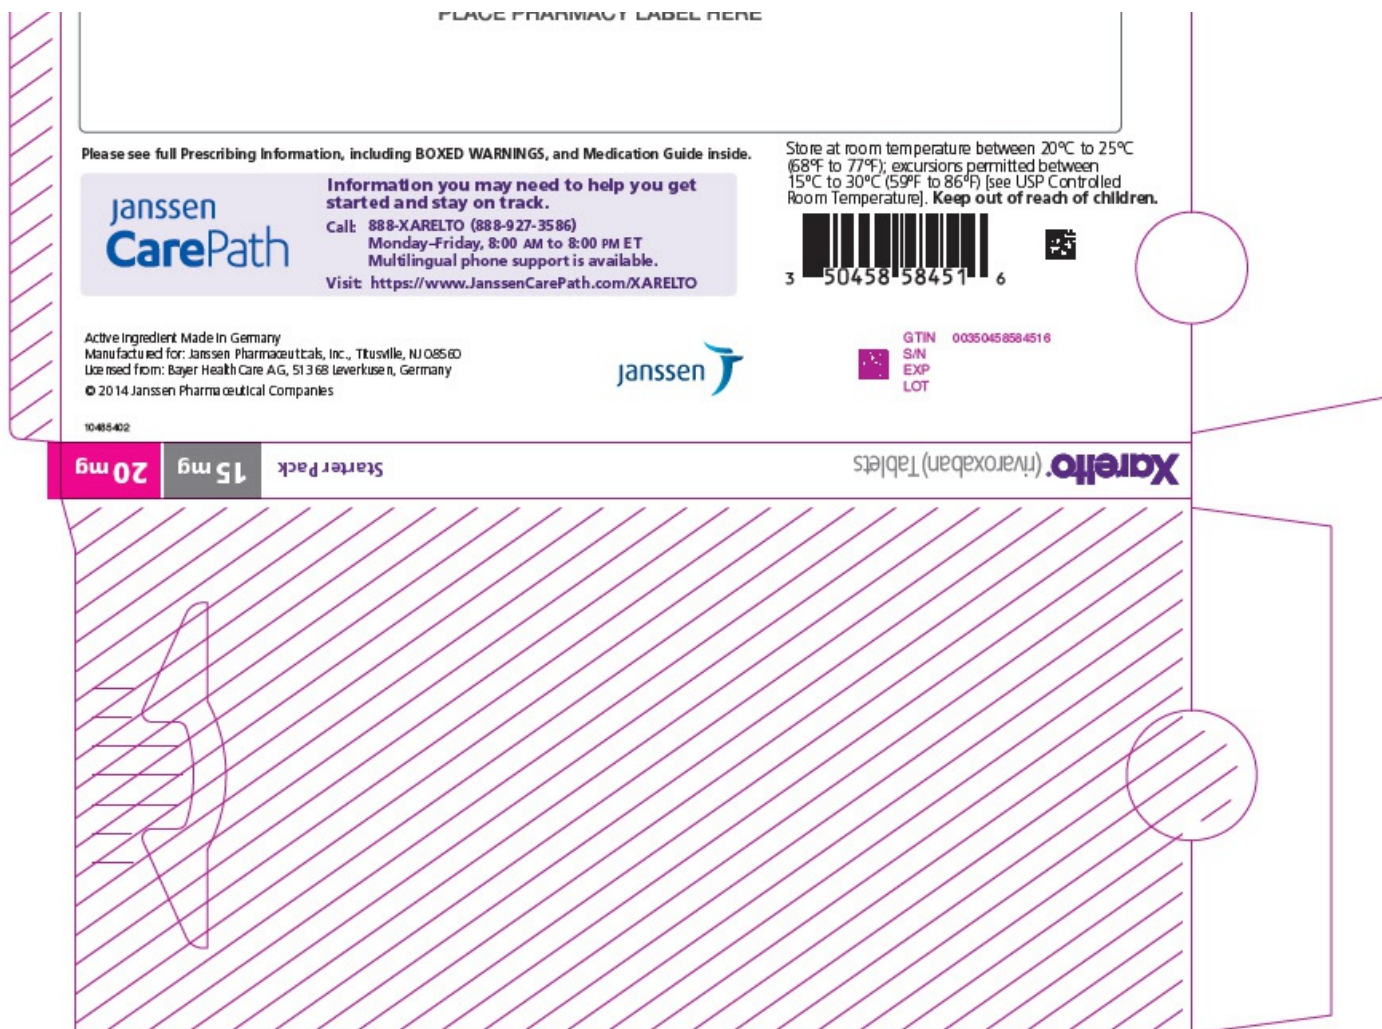 PLACE PHARMACY LABEL HERE
Please see full Prescribing Information, including BOXED WARNINGS, and Medication Guide inside.
Janssen
CarePath
Information you may need to help you get
started and stay on track.
Call: 888-XARELTO (888-927-3586)
Monday–Friday, 8:00 AM to 8:00 PM ET
Multilingual phone support is available.
Visit: https://www.JanssenCarePath.com/XARELTO
Store at room temperature between 20°C to 25°C
(68°F to 77°F); excursions permitted between
15°C to 30°C (59°F to 86°F) [see USP Controlled
Room Temperature]. Keep out of reach of children.
3 50458 58451 6
Active Ingredient Made in Germany
Manufactured for: Janssen Pharmaceuticals, Inc., Titusville, NJ 08560
Licensed from: Bayer HealthCare AG, 51368 Leverkusen, Germany
© 2014 Janssen Pharmaceutical Companies
10485402
janssen
GTIN 00350458584516
S/N
EXP
LOT
Xarelto® (rivaroxaban) Tablets
Starter Pack
15 mg
20 mg